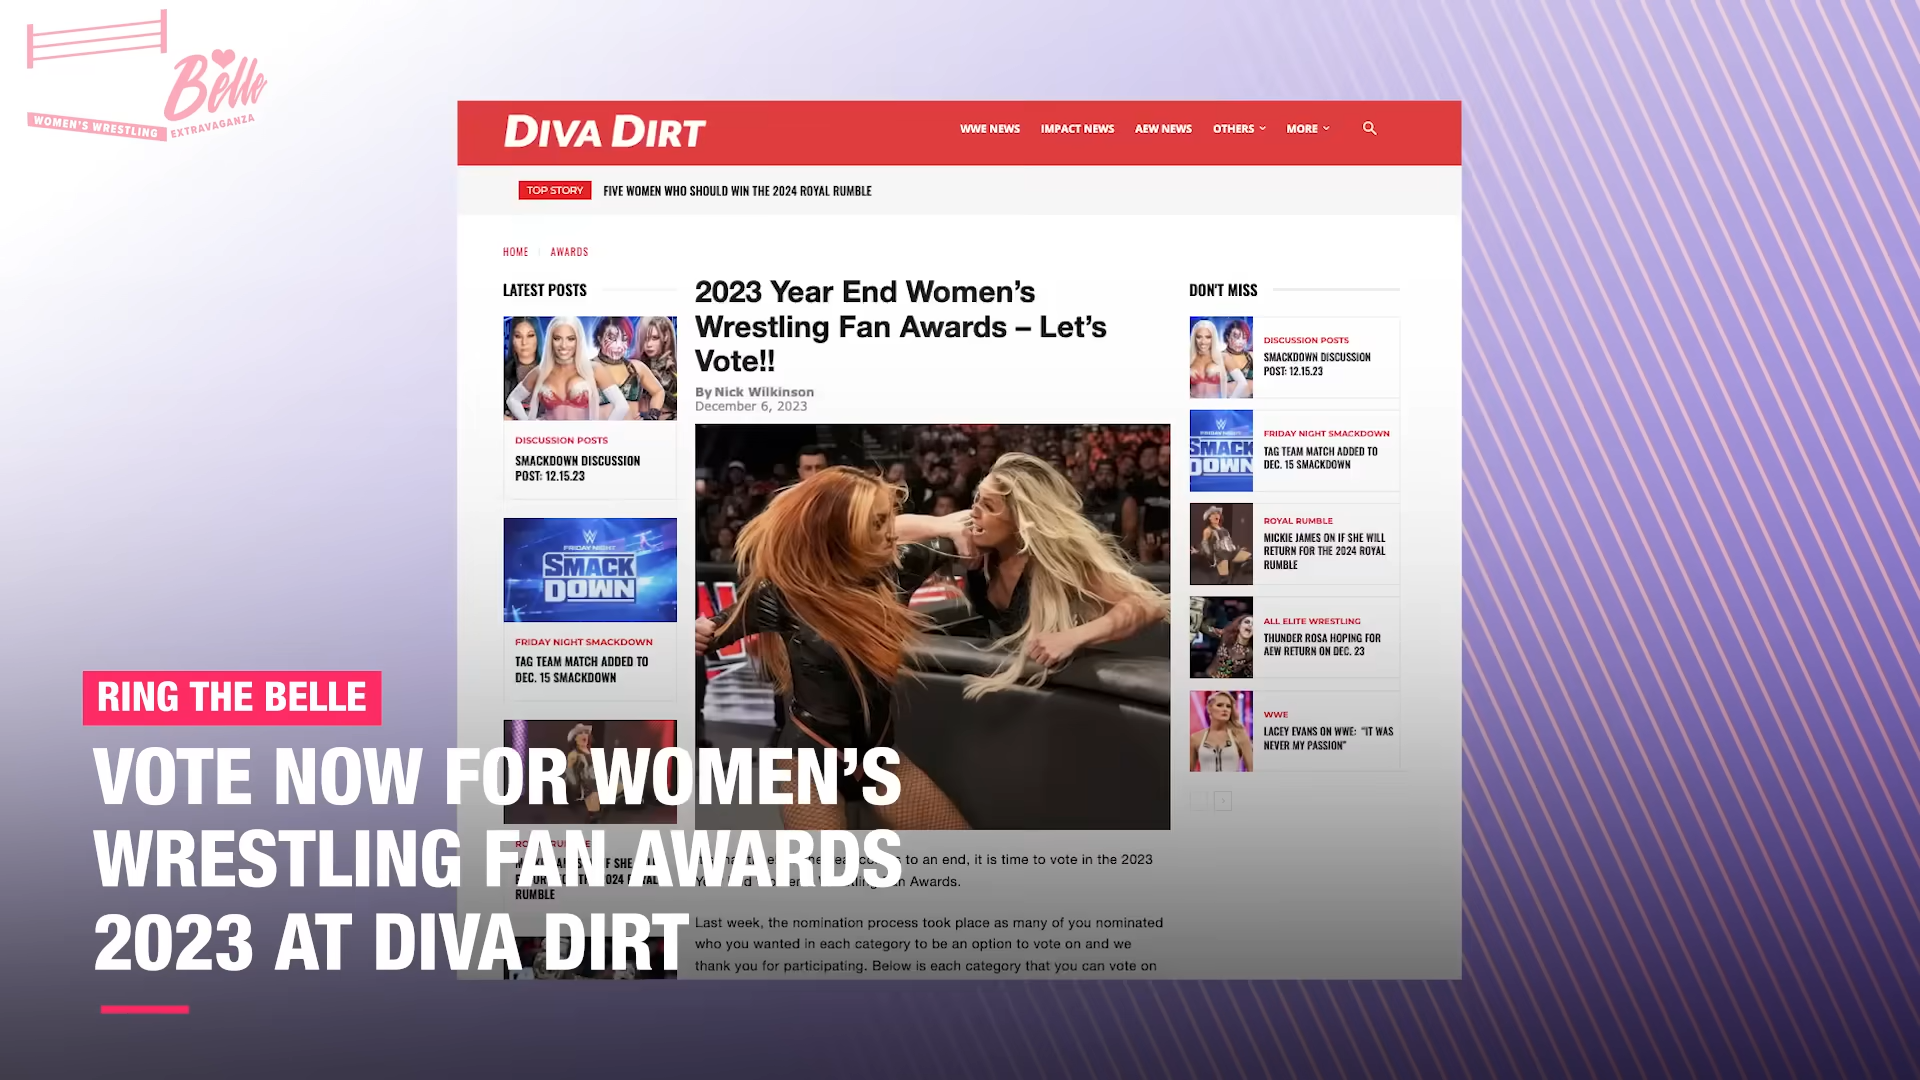 Belle
WOMEN'S WRESTLING
EXTRAVAGANZA
DIVA DIRT
WWE NEWS
IMPACT NEWS
AEW NEWS
OTHERS
MORE
TOP STORY
FIVE WOMEN WHO SHOULD WIN THE 2024 ROYAL RUMBLE
HOME
AWARDS
LATEST POSTS
DISCUSSION POSTS
SMACKDOWN DISCUSSION
POST: 12.15.23
FRIDAY NIGHT
SMACK
DOWN
FRIDAY NIGHT SMACKDOWN
TAG TEAM MATCH ADDED TO
DEC. 15 SMACKDOWN
RUMBLE
2023 Year End Women's
Wrestling Fan Awards – Let's
Vote!!
By Nick Wilkinson
December 6, 2023
to an end, it is time to vote in the 2023
Awards.
Last week, the nomination process took place as many of you nominated
who you wanted in each category to be an option to vote on and we
thank you for participating. Below is each category that you can vote on
DON'T MISS
DISCUSSION POSTS
SMACKDOWN DISCUSSION
POST: 12.15.23
FRIDAY NIGHT
SMACK
DOWN
FRIDAY NIGHT SMACKDOWN
TAG TEAM MATCH ADDED TO
DEC. 15 SMACKDOWN
ROYAL RUMBLE
MICKIE JAMES ON IF SHE WILL
RETURN FOR THE 2024 ROYAL
RUMBLE
ALL ELITE WRESTLING
THUNDER ROSA HOPING FOR
AEW RETURN ON DEC. 23
WWE
LACEY EVANS ON WWE: "IT WAS
NEVER MY PASSION"
RING THE BELLE
VOTE NOW FOR WOMEN'S
WRESTLING FAN AWARDS
2023 AT DIVA DIRT